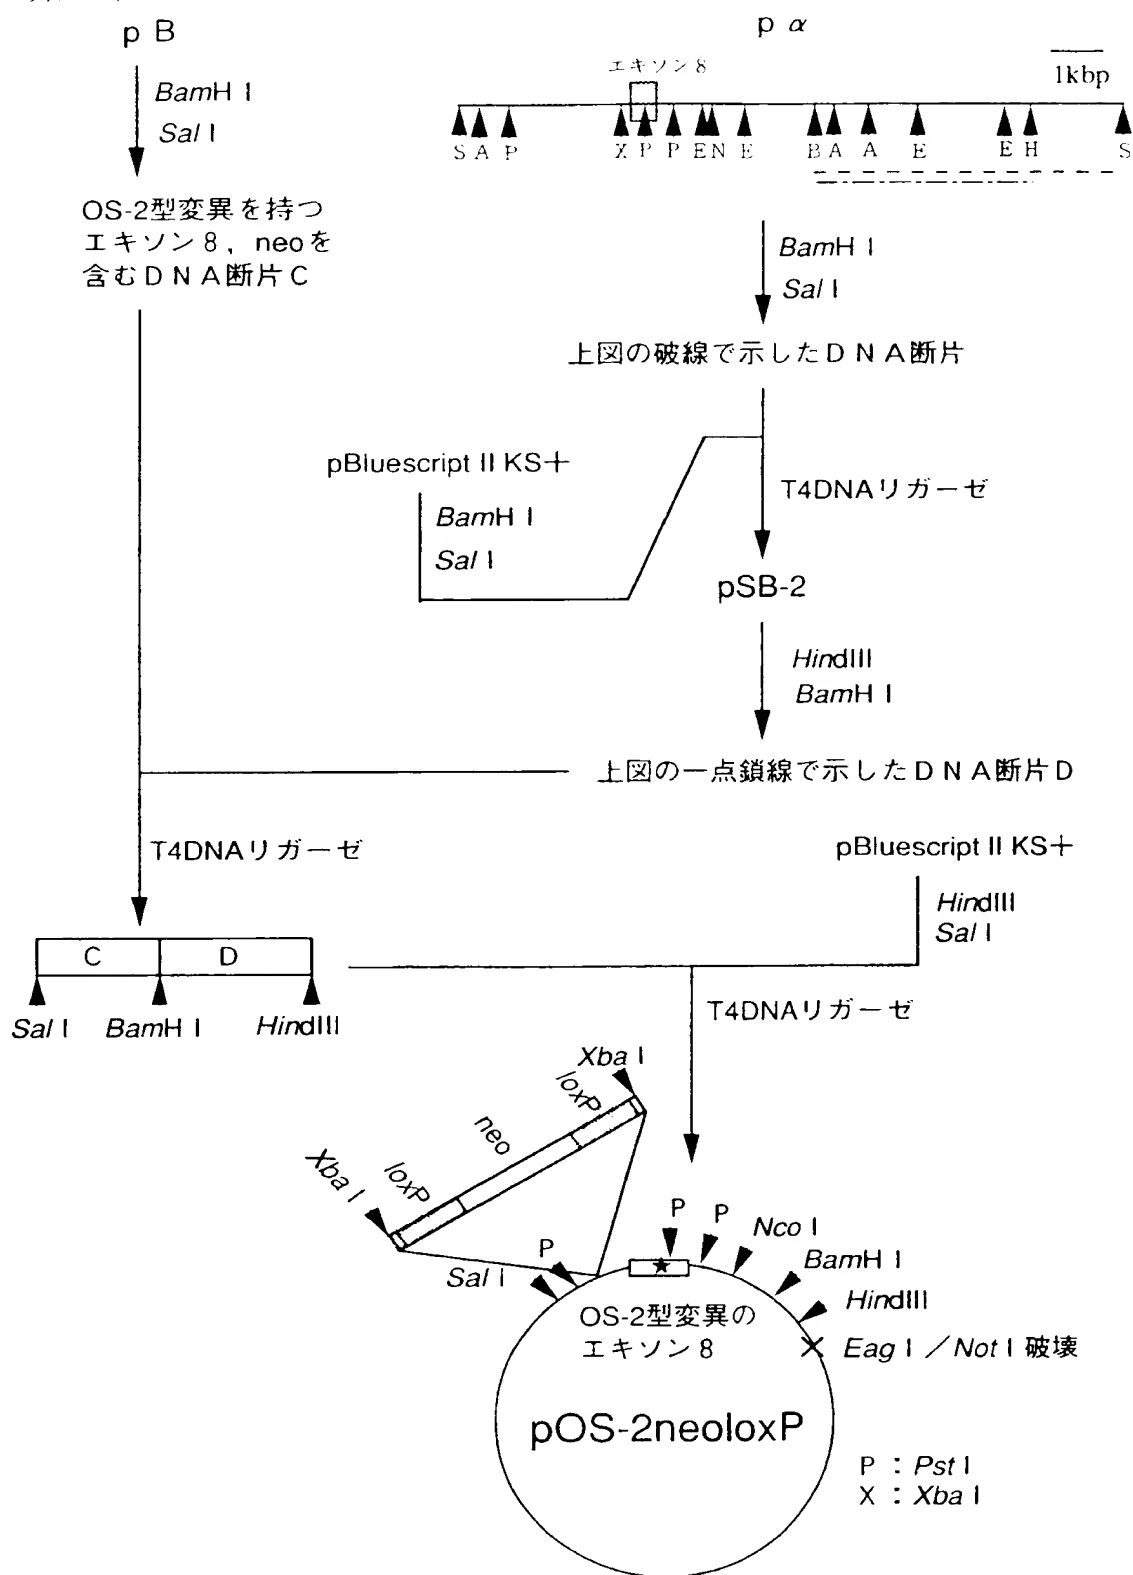 p B
BamH I
Sal I
OS-2型変異を持つ
エキソン8，neoを
含むＤＮＡ断片Ｃ
p α
エキソン8
1kbp
S A P X P P E N E B A A E E H S
BamH I
Sal I
上図の破線で示したＤＮＡ断片
pBluescript II KS+
BamH I
Sal I
T4DNAリガーゼ
pSB-2
HindIII
BamH I
上図の一点鎖線で示したＤＮＡ断片Ｄ
T4DNAリガーゼ
pBluescript II KS+
HindIII
Sal I
C D
Sal I BamH I HindIII
T4DNAリガーゼ
Xba I
loxP
neo
loxP
Xba I
Sal I
P
P
P
Nco I
BamH I
HindIII
Eag I／Not I 破壊
★
OS-2型変異の
エキソン8
pOS-2neoloxP
P : Pst I
X : Xba I